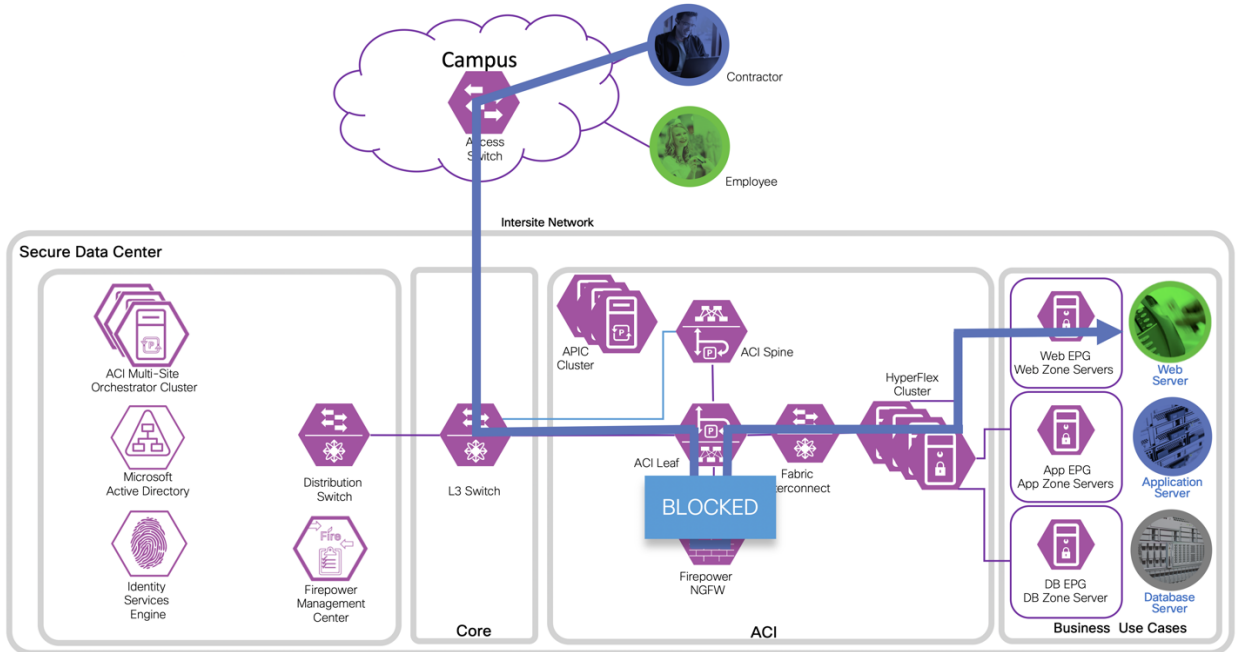 Campus
Access
Switch
Contractor
Employee
Intersite Network
Secure Data Center
ACI Multi-Site
Orchestrator Cluster
Microsoft
Active Directory
Identity
Services
Engine
Distribution
Switch
Fire
Firepower
Management
Center
L3 Switch
Core
APIC
Cluster
P
P
ACI Spine
P
ACI Leaf
BLOCKED
Firepower
NGFW
Fabric
terconnect
HyperFlex
Cluster
ACI
Web EPG
Web Zone Servers
Web
Server
App EPG
App Zone Servers
Application
Server
DB EPG
DB Zone Server
Database
Server
Business Use Cases